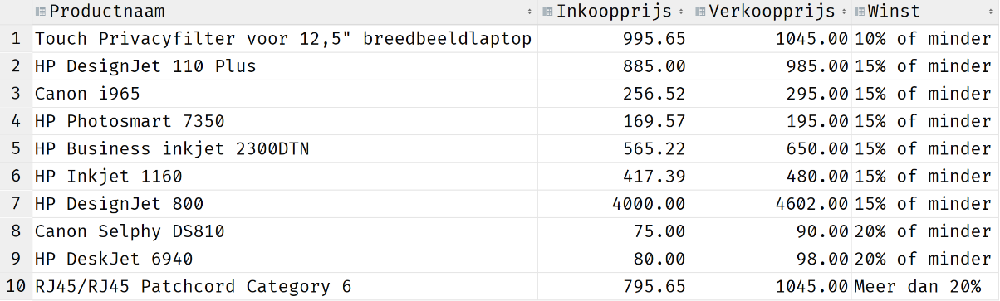 Productnaam Inkoopprijs Verkoopprijs Winst
1 Touch Privacyfilter voor 12,5" breedbeeldlaptop 995.65 1045.00 10% of minder
2 HP DesignJet 110 Plus 885.00 985.00 15% of minder
3 Canon i965 256.52 295.00 15% of minder
4 HP Photosmart 7350 169.57 195.00 15% of minder
5 HP Business inkjet 2300DTN 565.22 650.00 15% of minder
6 HP Inkjet 1160 417.39 480.00 15% of minder
7 HP DesignJet 800 4000.00 4602.00 15% of minder
8 Canon Selphy DS810 75.00 90.00 20% of minder
9 HP DeskJet 6940 80.00 98.00 20% of minder
10 RJ45/RJ45 Patchcord Category 6 795.65 1045.00 Meer dan 20%